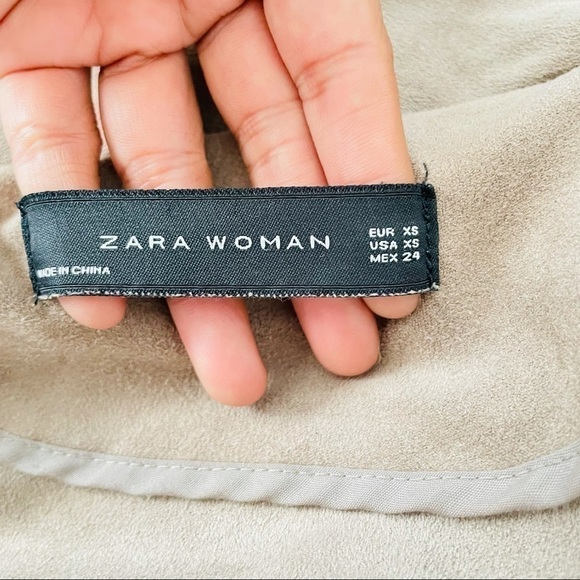 ZARA WOMAN
EUR XS
USA XS
MEX 24
MADE IN CHINA